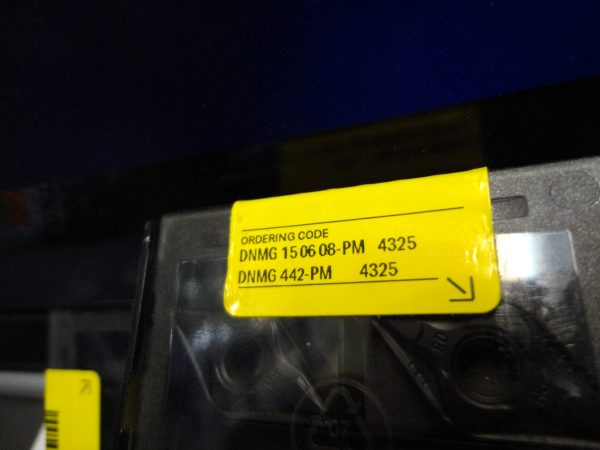 ORDERING CODE
DNMG 15 06 08-PM 4325
DNMG 442-PM 4325